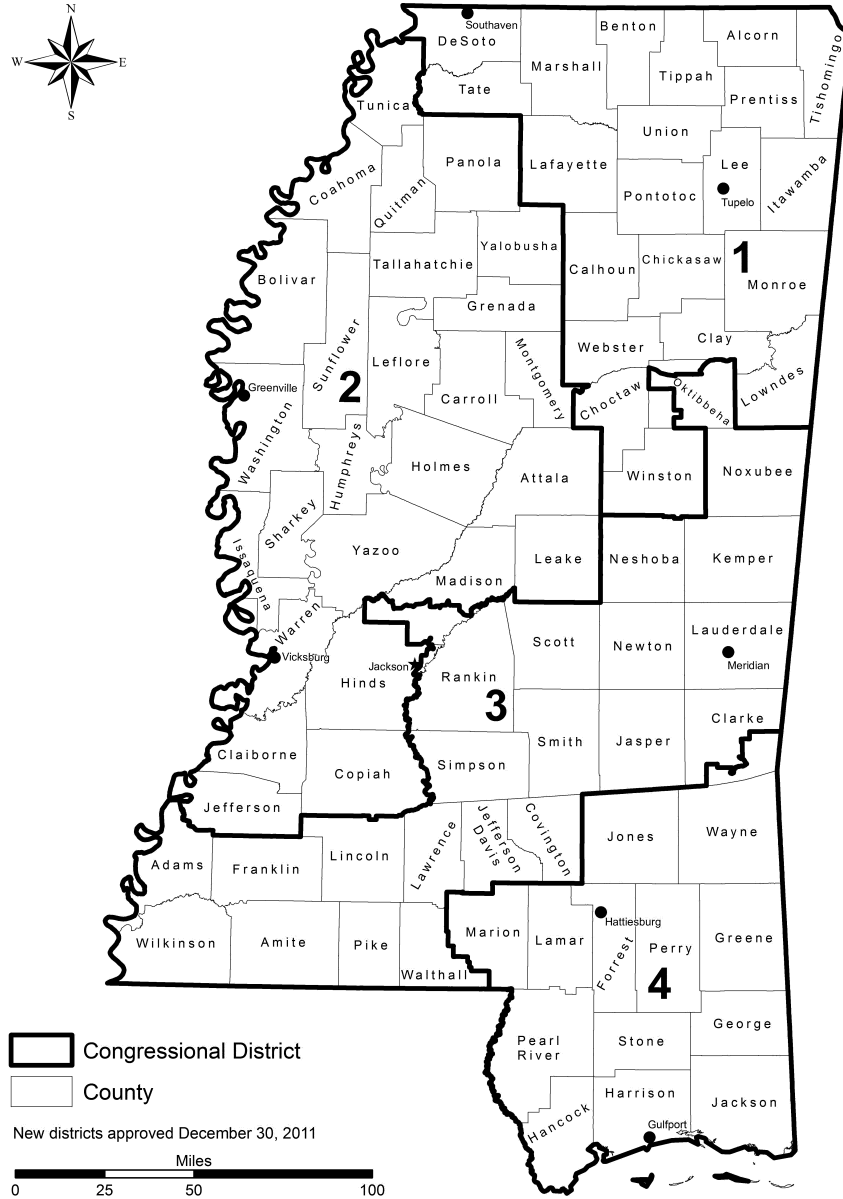 N
W E
S
Southaven
DeSoto
Benton
Alcorn
Tishomingo
Marshall
Tippah
Tate
Prentiss
Tunica
Union
Panola
Lafayette
Lee
Itawamba
Coahoma
Quitman
Pontotoc
Tupelo
Yalobusha
Tallahatchie
Calhoun
Chickasaw
1
Bolivar
Monroe
Grenada
Sunflower
Leflore
Montgomery
Webster
Clay
2
Greenville
Carroll
Choctaw
Oktibbeha
Lowndes
Washington
Humphreys
Holmes
Attala
Winston
Noxubee
Sharkey
Issaquena
Yazoo
Leake
Neshoba
Kemper
Madison
Warren
Vicksburg
Jackson
Hinds
Rankin
3
Scott
Newton
Lauderdale
Meridian
Claiborne
Copiah
Simpson
Smith
Jasper
Clarke
Jefferson
Lawrence
Jefferson
Davis
Covington
Jones
Wayne
Adams
Franklin
Lincoln
Wilkinson
Amite
Pike
Walthall
Marion
Lamar
Hattiesburg
Forrest
Perry
4
Greene
Pearl
River
Stone
George
Hancock
Harrison
Jackson
Gulfport
Congressional District
County
New districts approved December 30, 2011
Miles
0 25 50 100